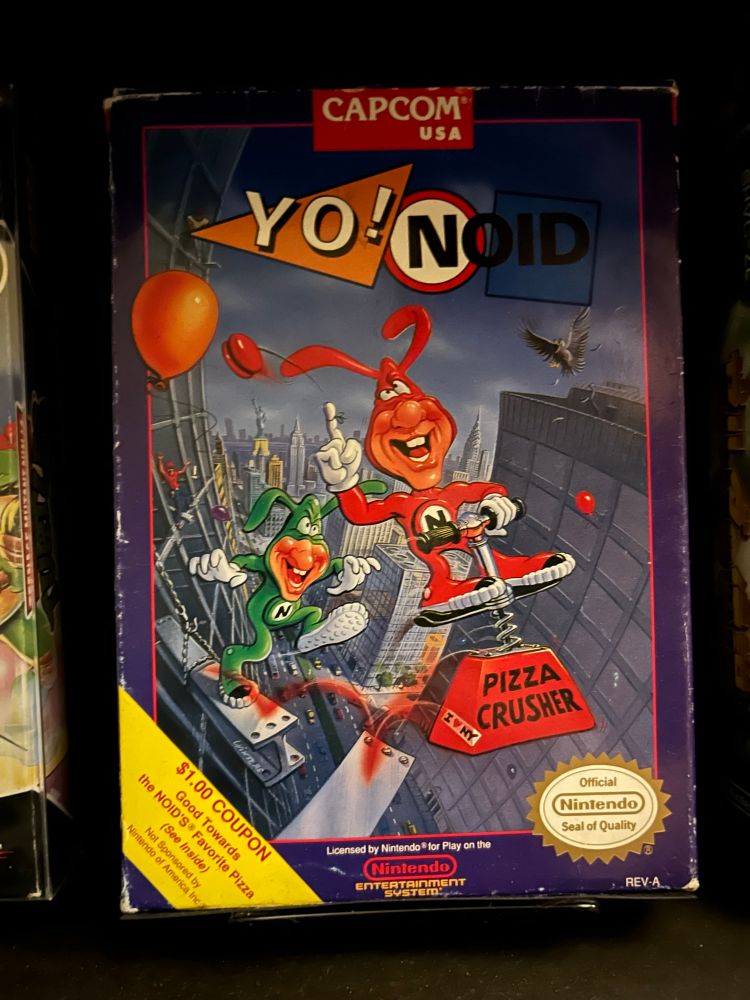 CAPCOM®
USA
YO! NOID
N
N
PIZZA
CRUSHER
I ♥ NY
$1.00 COUPON
Good Towards
the NOID'S® Favorite Pizza
(See Inside)
Not Sponsored by
Nintendo of America Inc.
Licensed by Nintendo® for Play on the
Nintendo
ENTERTAINMENT
SYSTEM
Official
Nintendo
Seal of Quality
®
REV-A